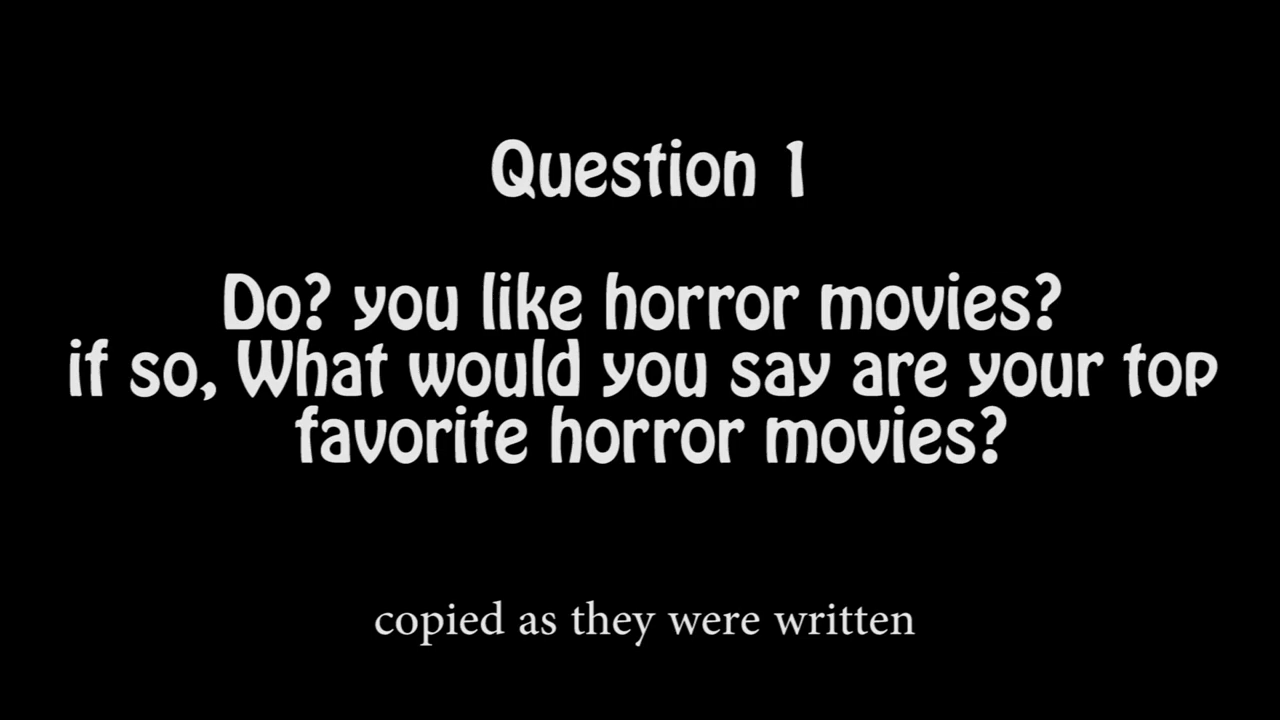 Question 1
Do? you like horror movies?
if so, What would you say are your top
favorite horror movies?
copied as they were written